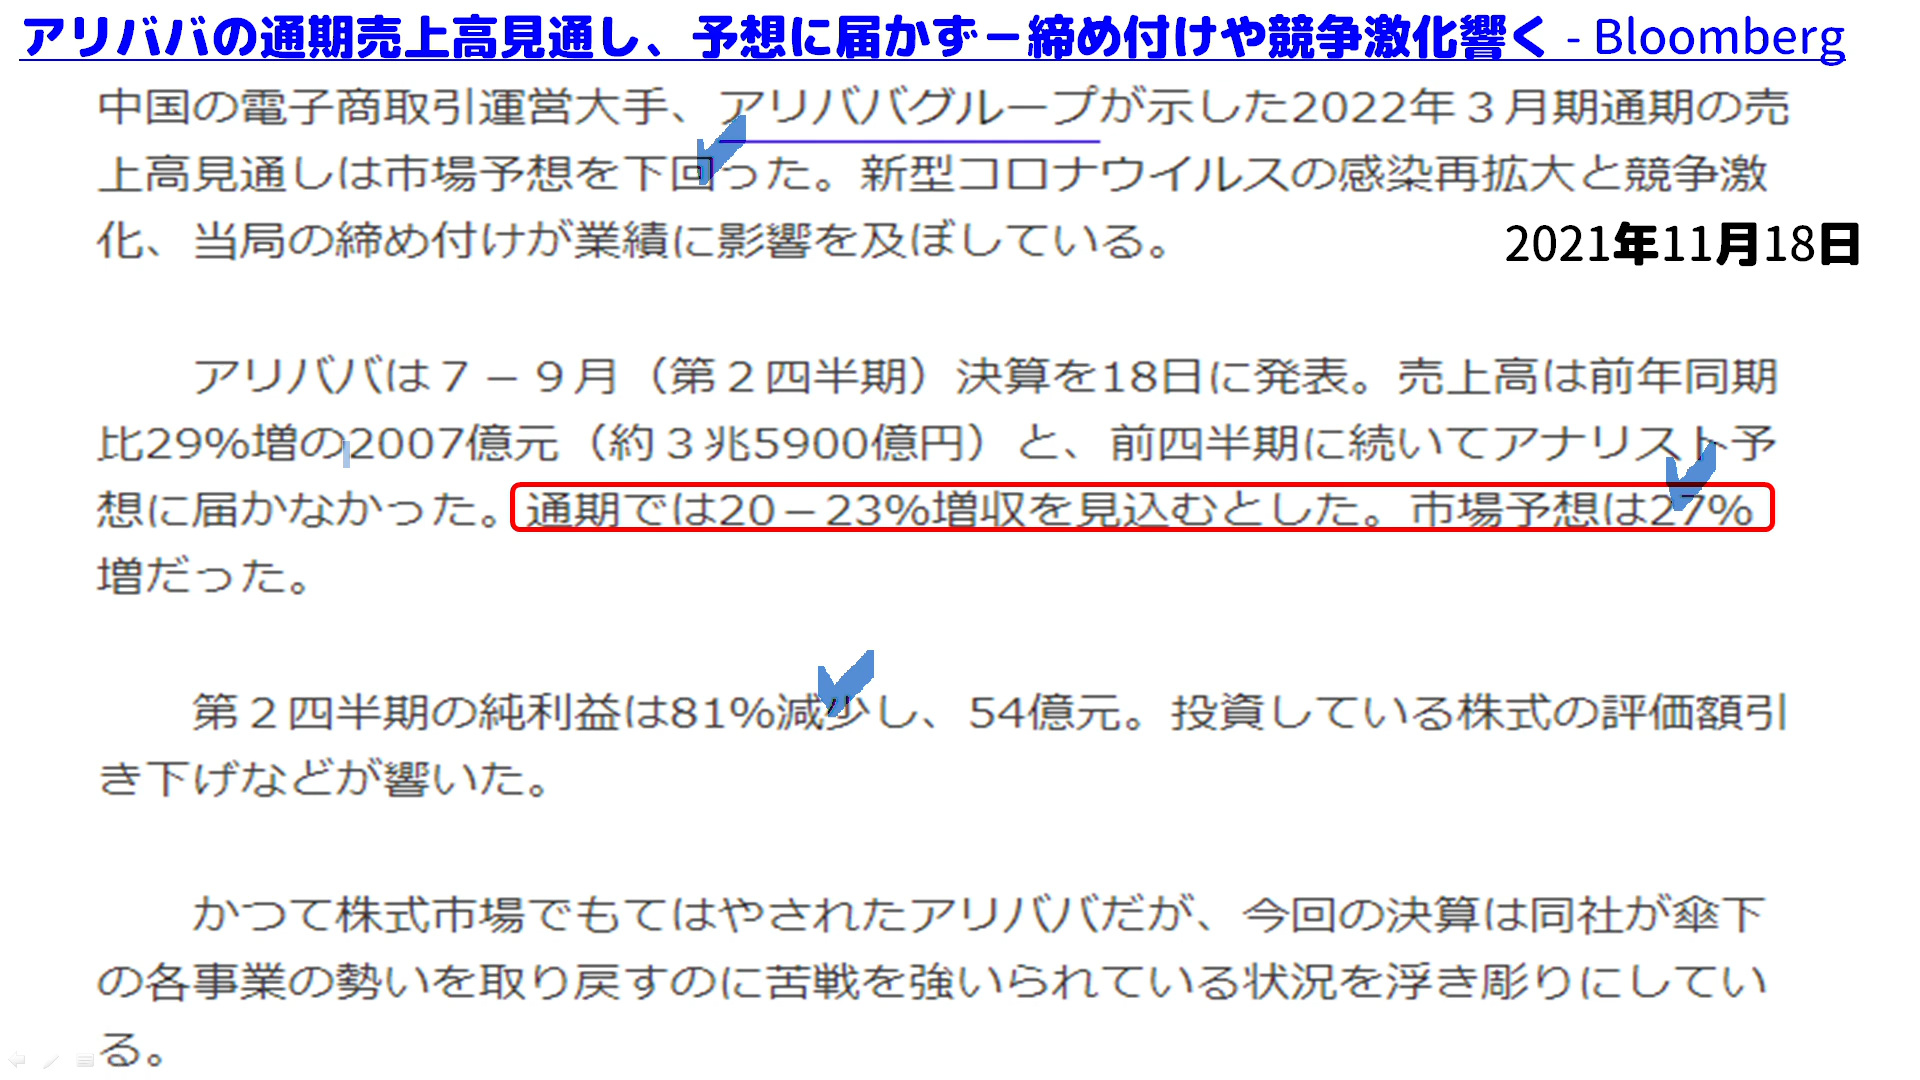 アリババの通期売上高見通し、予想に届かず－締め付けや競争激化響く - Bloomberg
中国の電子商取引運営大手、アリババグループが示した2022年３月期通期の売
上高見通しは市場予想を下回った。新型コロナウイルスの感染再拡大と競争激
化、当局の締め付けが業績に影響を及ぼしている。
2021年11月18日
アリババは７－９月（第２四半期）決算を18日に発表。売上高は前年同期
比29%増の2007億元（約３兆5900億円）と、前四半期に続いてアナリスト予
想に届かなかった。通期では20－23%増収を見込むとした。市場予想は27%
増だった。
第２四半期の純利益は81%減少し、54億元。投資している株式の評価額引
き下げなどが響いた。
かつて株式市場でもてはやされたアリババだが、今回の決算は同社が傘下
の各事業の勢いを取り戻すのに苦戦を強いられている状況を浮き彫りにしてい
る。